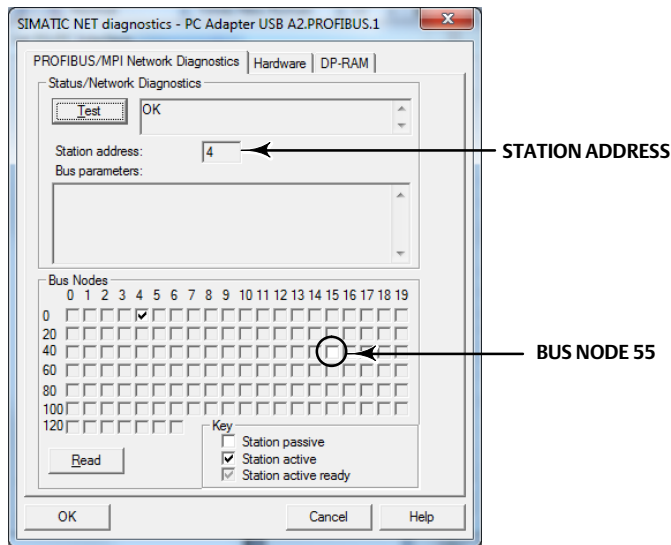 SIMATIC NET diagnostics - PC Adapter USB A2.PROFIBUS.1
PROFIBUS/MPI Network Diagnostics Hardware DP-RAM
Status/Network Diagnostics
Test OK
Station address: 4 STATION ADDRESS
Bus parameters:
Bus Nodes
0 1 2 3 4 5 6 7 8 9 10 11 12 13 14 15 16 17 18 19
0
20
40 BUS NODE 55
60
80
100
120 Key
Station passive
Read Station active
Station active ready
OK Cancel Help